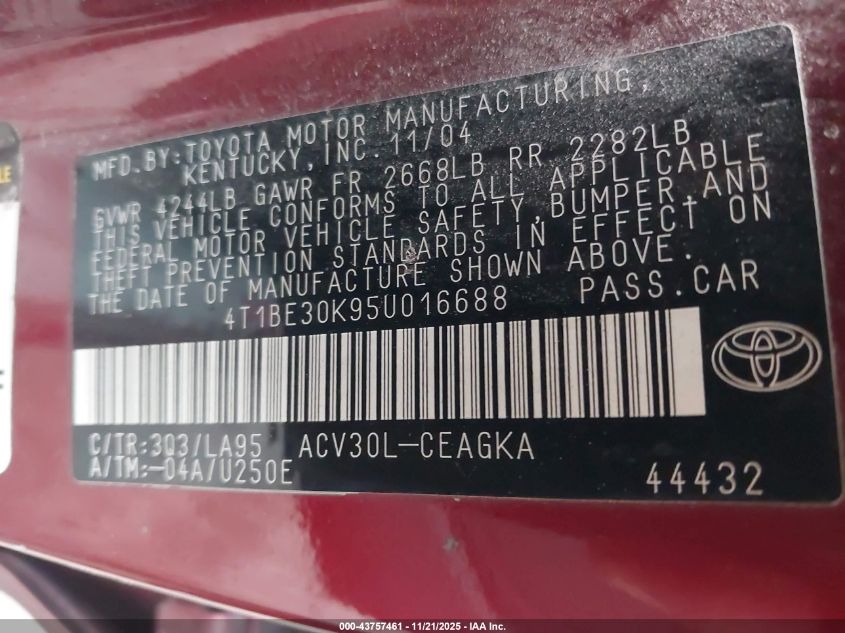 MFD.BY:TOYOTA MOTOR MANUFACTURING,
KENTUCKY, INC. 11/04
GVWR 4244LB GAWR FR 2668LB RR 2282LB
THIS VEHICLE CONFORMS TO ALL APPLICABLE
FEDERAL MOTOR VEHICLE SAFETY, BUMPER, AND
THEFT PREVENTION STANDARDS IN EFFECT ON
THE DATE OF MANUFACTURE SHOWN ABOVE.
4T1BE30K95U016688 PASS.CAR
C/TR:3Q3/LA95 ACV30L-CEAGKA
A/TM:-04A/U250E 44432
000-43757461 - 11/21/2025 - IAA Inc.